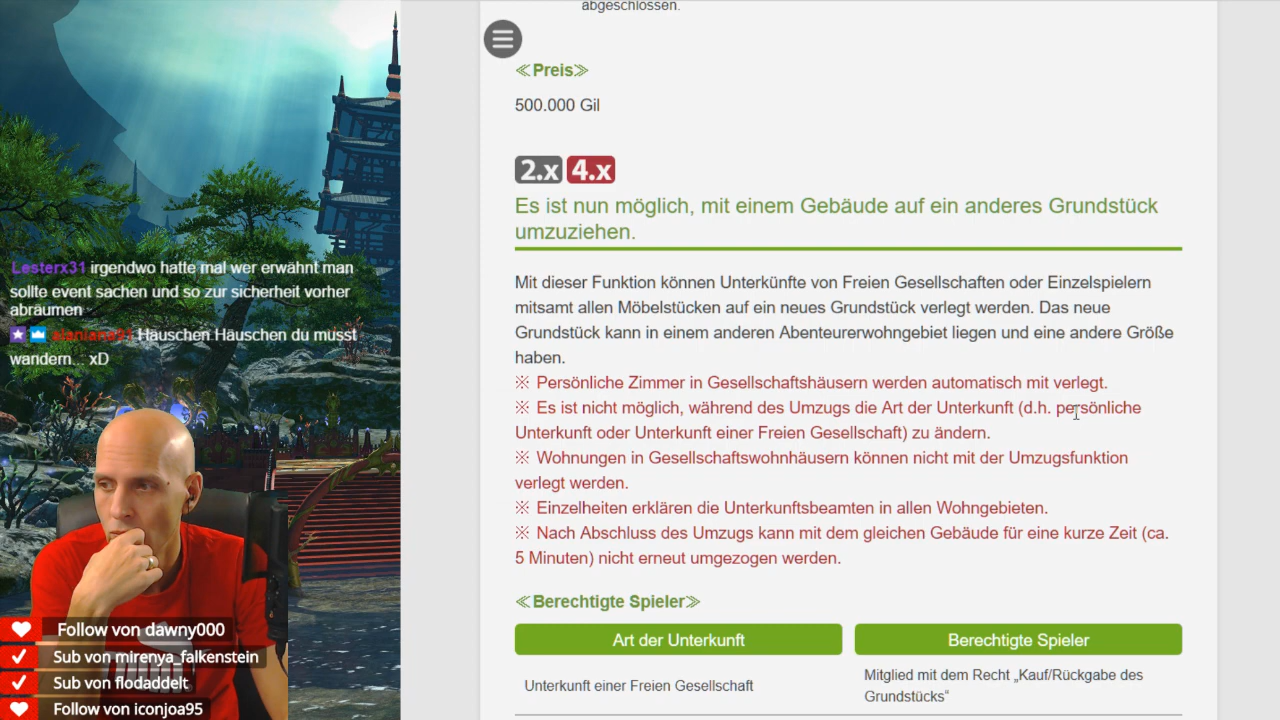 abgeschlossen.
≪Preis≫
500.000 Gil
2.x 4.x
Es ist nun möglich, mit einem Gebäude auf ein anderes Grundstück
umzuziehen.
Mit dieser Funktion können Unterkünfte von Freien Gesellschaften oder Einzelspielern
mitsamt allen Möbelstücken auf ein neues Grundstück verlegt werden. Das neue
Grundstück kann in einem anderen Abenteurerwohngebiet liegen und eine andere Größe
haben.
※ Persönliche Zimmer in Gesellschaftshäusern werden automatisch mit verlegt.
※ Es ist nicht möglich, während des Umzugs die Art der Unterkunft (d.h. persönliche
Unterkunft oder Unterkunft einer Freien Gesellschaft) zu ändern.
※ Wohnungen in Gesellschaftswohnhäusern können nicht mit der Umzugsfunktion
verlegt werden.
※ Einzelheiten erklären die Unterkunftsbeamten in allen Wohngebieten.
※ Nach Abschluss des Umzugs kann mit dem gleichen Gebäude für eine kurze Zeit (ca.
5 Minuten) nicht erneut umgezogen werden.
≪Berechtigte Spieler≫
Art der Unterkunft
Berechtigte Spieler
Unterkunft einer Freien Gesellschaft
Mitglied mit dem Recht „Kauf/Rückgabe des
Grundstücks“
Lesterx31 irgendwo hatte mal wer erwähnt man
sollte event sachen und so zur sicherheit vorher
abräumen
Häuschen Häuschen du müsst
wandern... xD
Follow von dawny000
Sub von mirenya_falkenstein
Sub von flodaddelt
Follow von iconjoa95